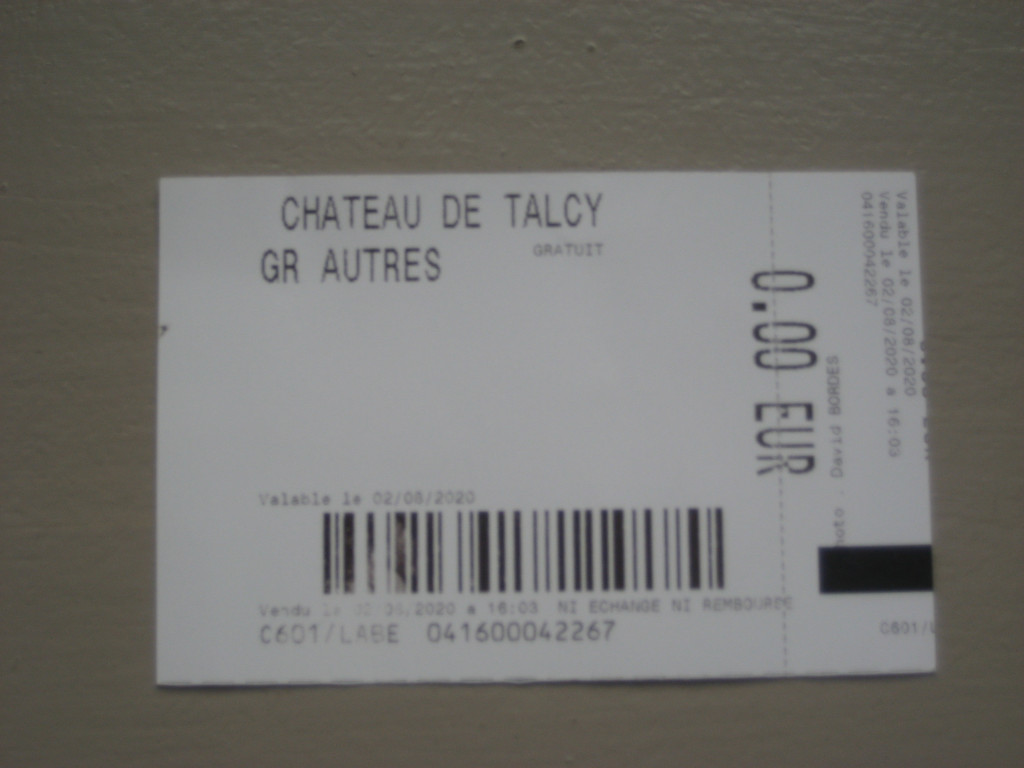 CHATEAU DE TALCY
GRATUIT
GR AUTRES
Valable le 02/08/2020
Vendu le 02/08/2020 a 16:03 NI ECHANGE NI REMBOURSE
C601/LABE 041600042267
0.00 EUR
David BORDES
Valable le 02/08/2020
Vendu le 02/08/2020 a 16:03
041600042267
C601/L